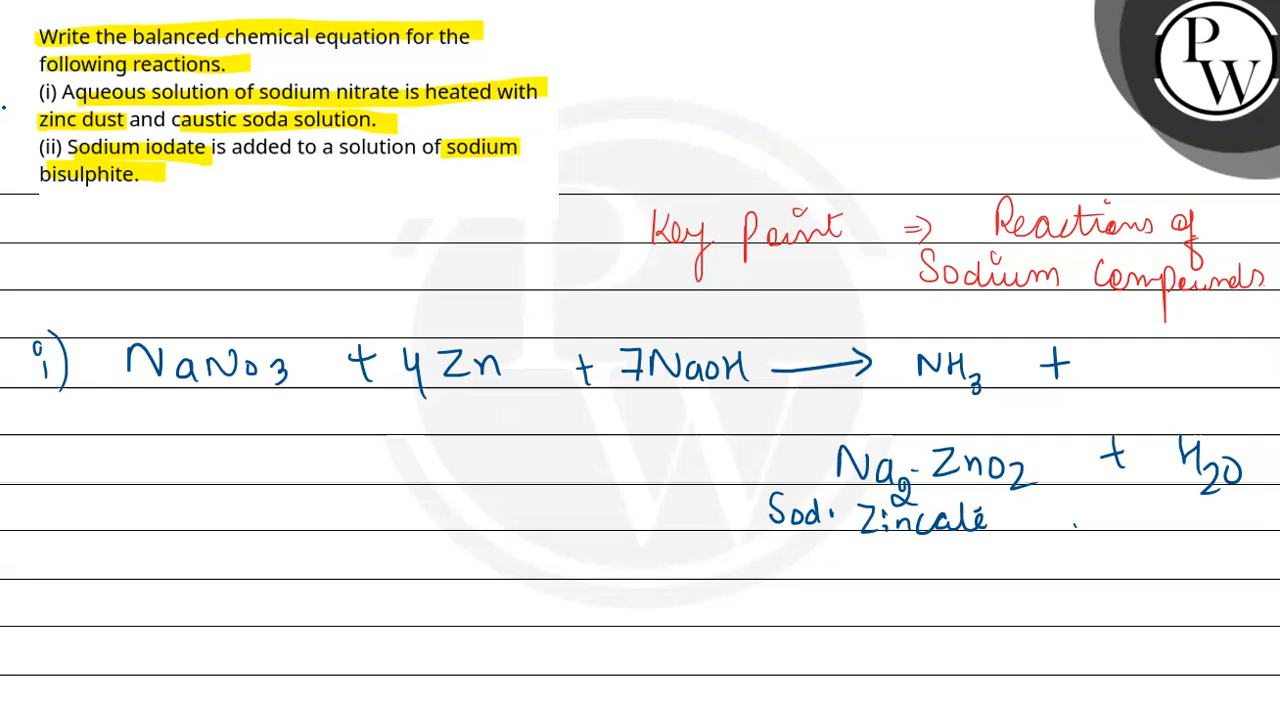 Write the balanced chemical equation for the
following reactions.
(i) Aqueous solution of sodium nitrate is heated with
zinc dust and caustic soda solution.
(ii) Sodium iodate is added to a solution of sodium
bisulphite.
P
W
Key Point ⇒ Reactions of
Sodium Compounds
i) NaNO3 + 4Zn + 7NaOH ⟶ NH3 +
Na2 ZnO2 + H2O
Sod. Zincate